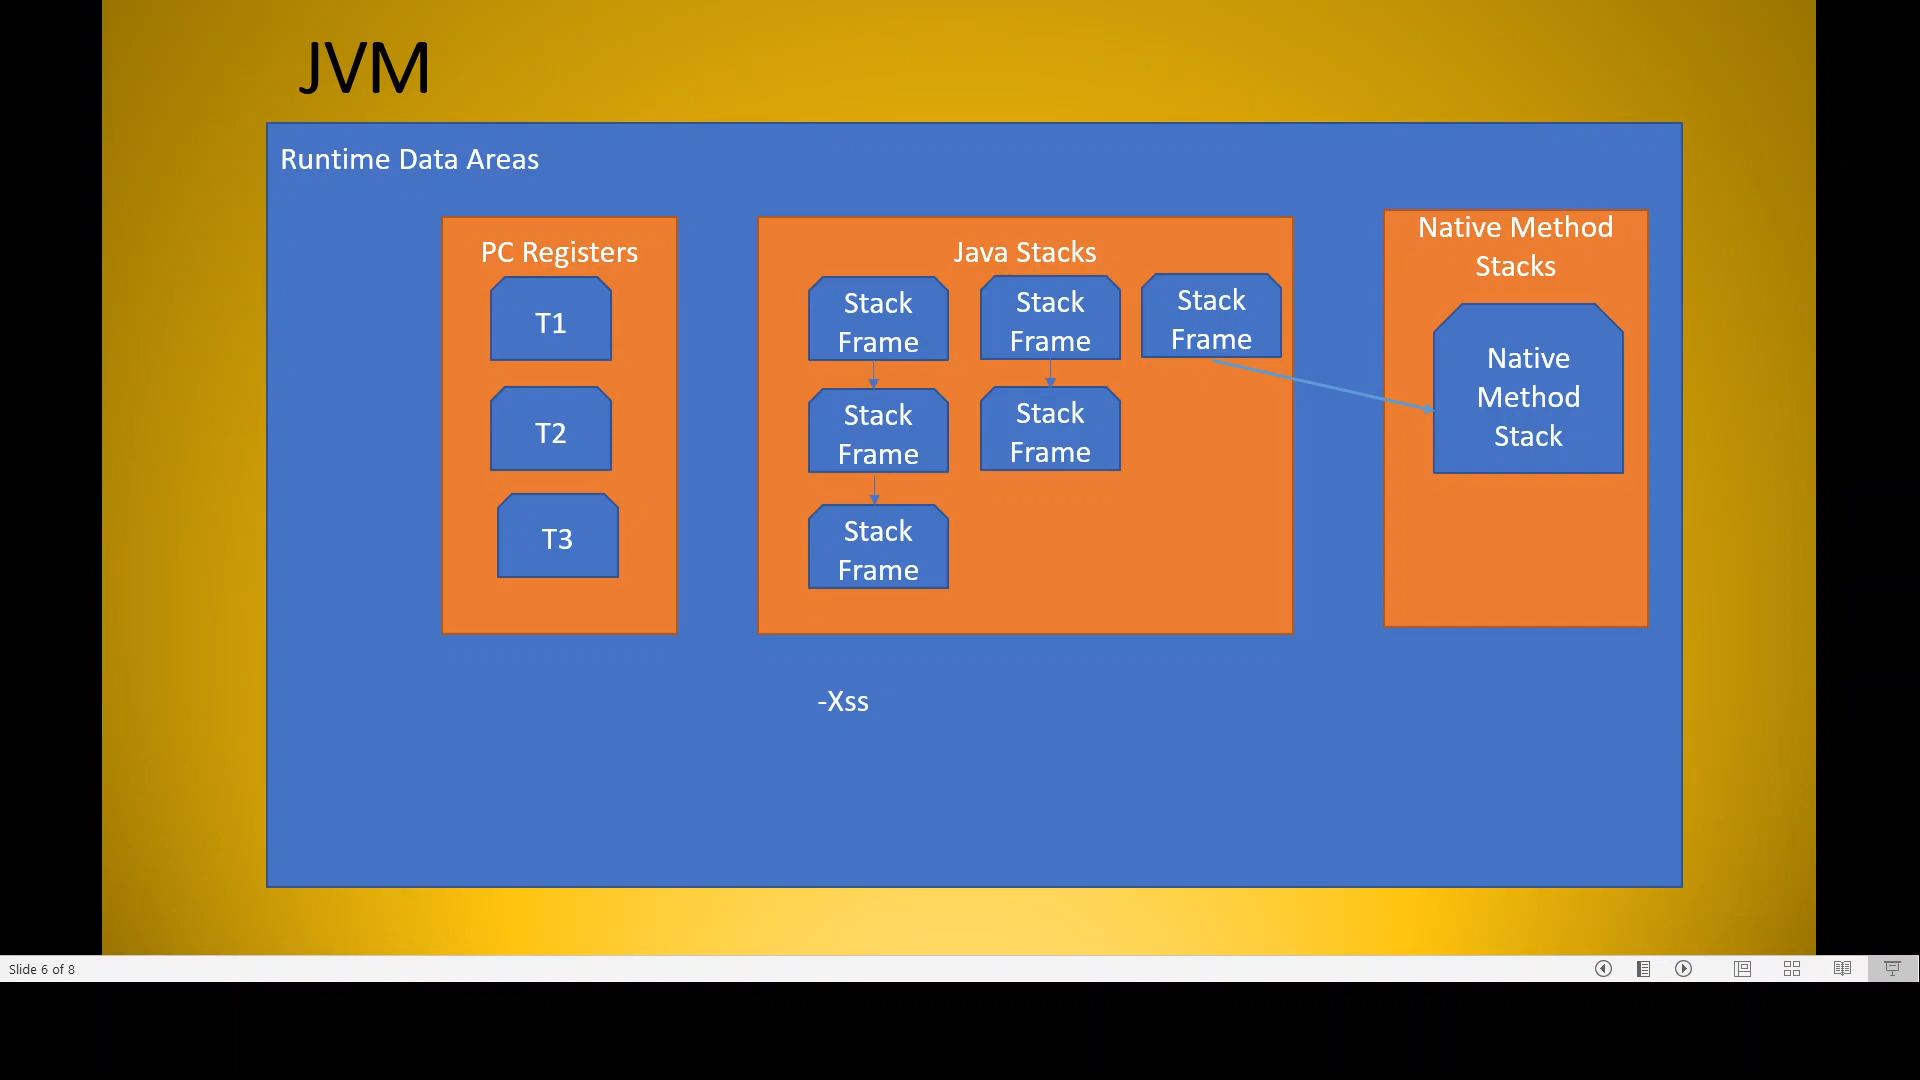 JVM
Runtime Data Areas
PC Registers
T1
T2
T3
Java Stacks
Stack
Frame
Stack
Frame
Stack
Frame
Stack
Frame
Stack
Frame
Stack
Frame
Native Method
Stacks
Native
Method
Stack
-Xss
Slide 6 of 8